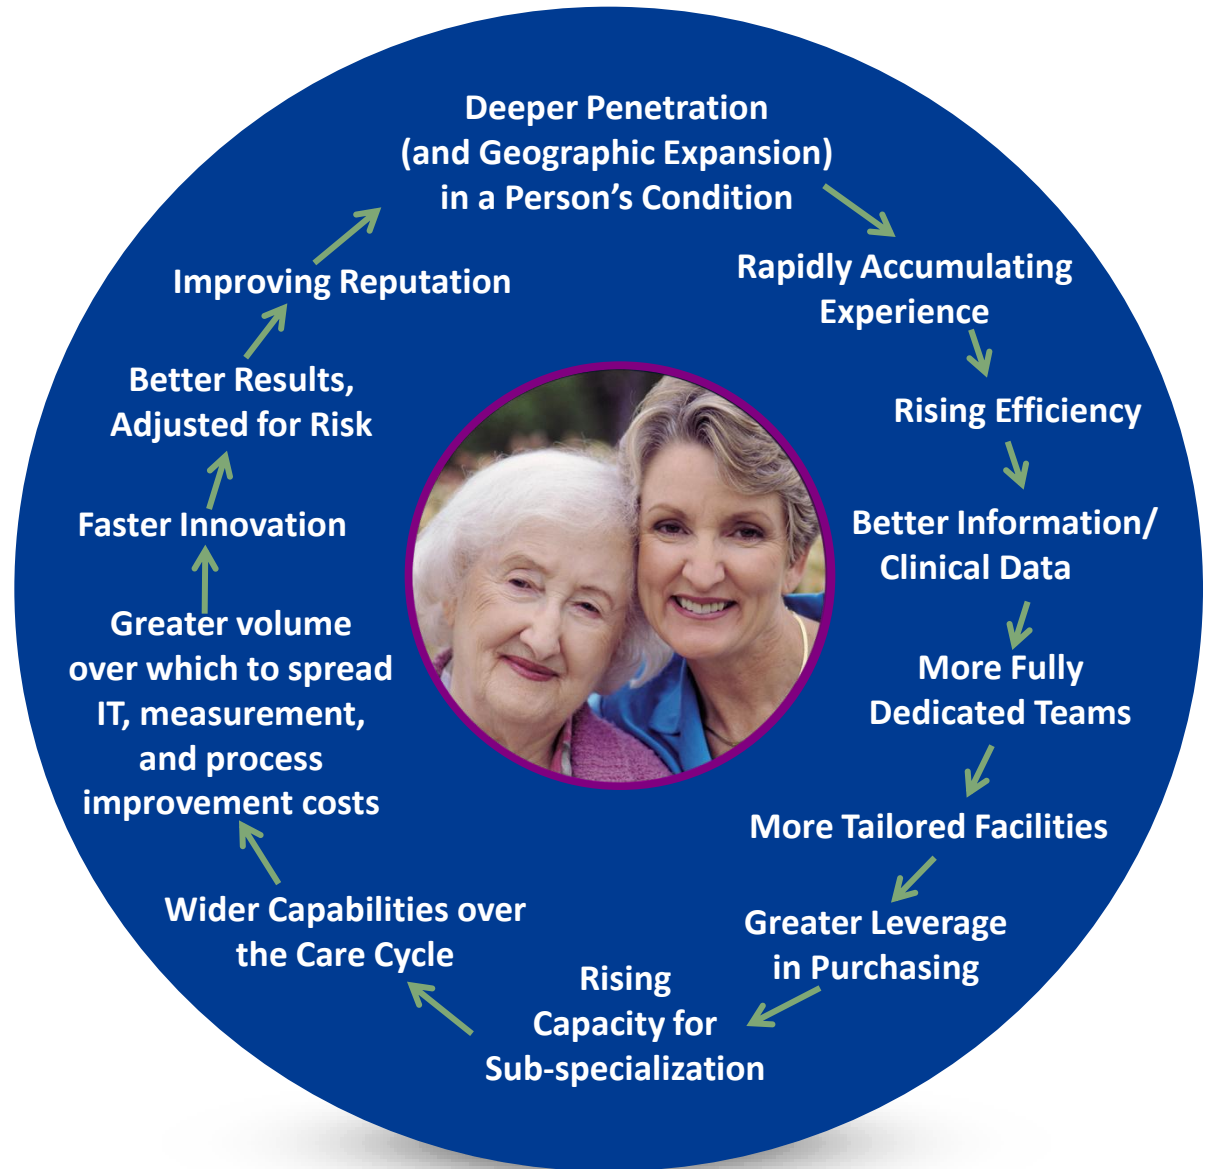 Deeper Penetration
(and Geographic Expansion)
in a Person’s Condition
Rapidly Accumulating
Experience
Rising Efficiency
Better Information/
Clinical Data
More Fully
Dedicated Teams
More Tailored Facilities
Greater Leverage
in Purchasing
Rising
Capacity for
Sub-specialization
Wider Capabilities over
the Care Cycle
Greater volume
over which to spread
IT, measurement,
and process
improvement costs
Faster Innovation
Better Results,
Adjusted for Risk
Improving Reputation